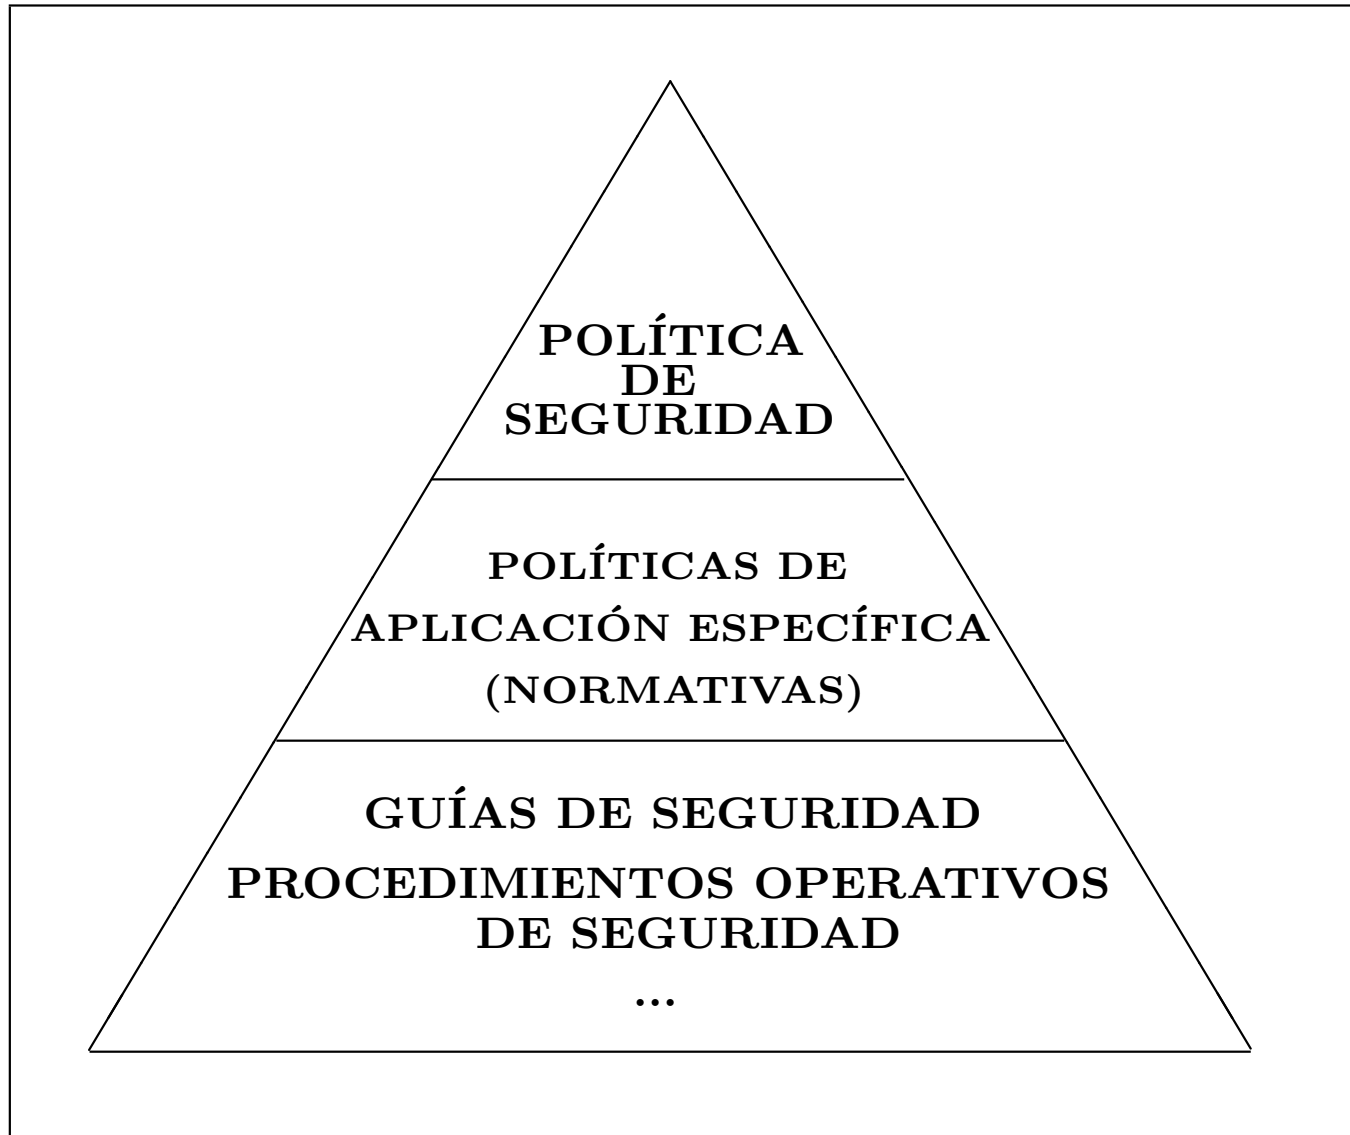 POLÍTICA
DE
SEGURIDAD
POLÍTICAS DE
APLICACIÓN ESPECÍFICA
(NORMATIVAS)
GUÍAS DE SEGURIDAD
PROCEDIMIENTOS OPERATIVOS
DE SEGURIDAD
...